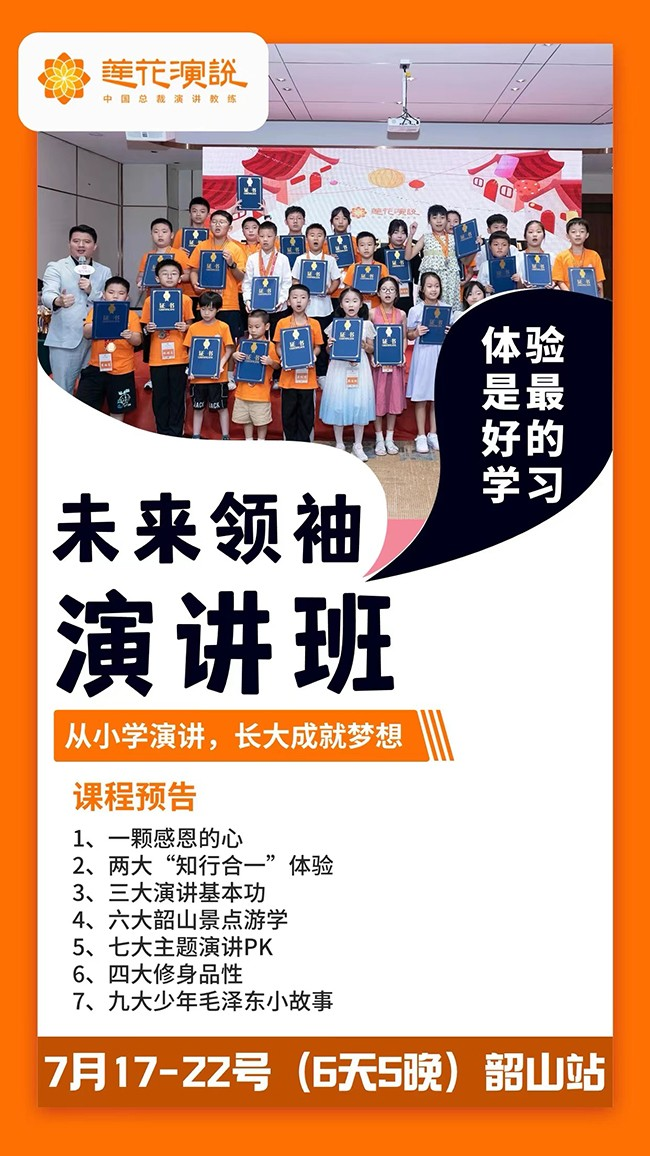 莲花演说
中国总裁演讲教练
莲花演説
证书
体验
是最
好的
学习
未来领袖
演讲班
从小学演讲，长大成就梦想
课程预告
1、一颗感恩的心
2、两大“知行合一”体验
3、三大演讲基本功
4、六大韶山景点游学
5、七大主题演讲PK
6、四大修身品性
7、九大少年毛泽东小故事
7月17-22号（6天5晚）韶山站